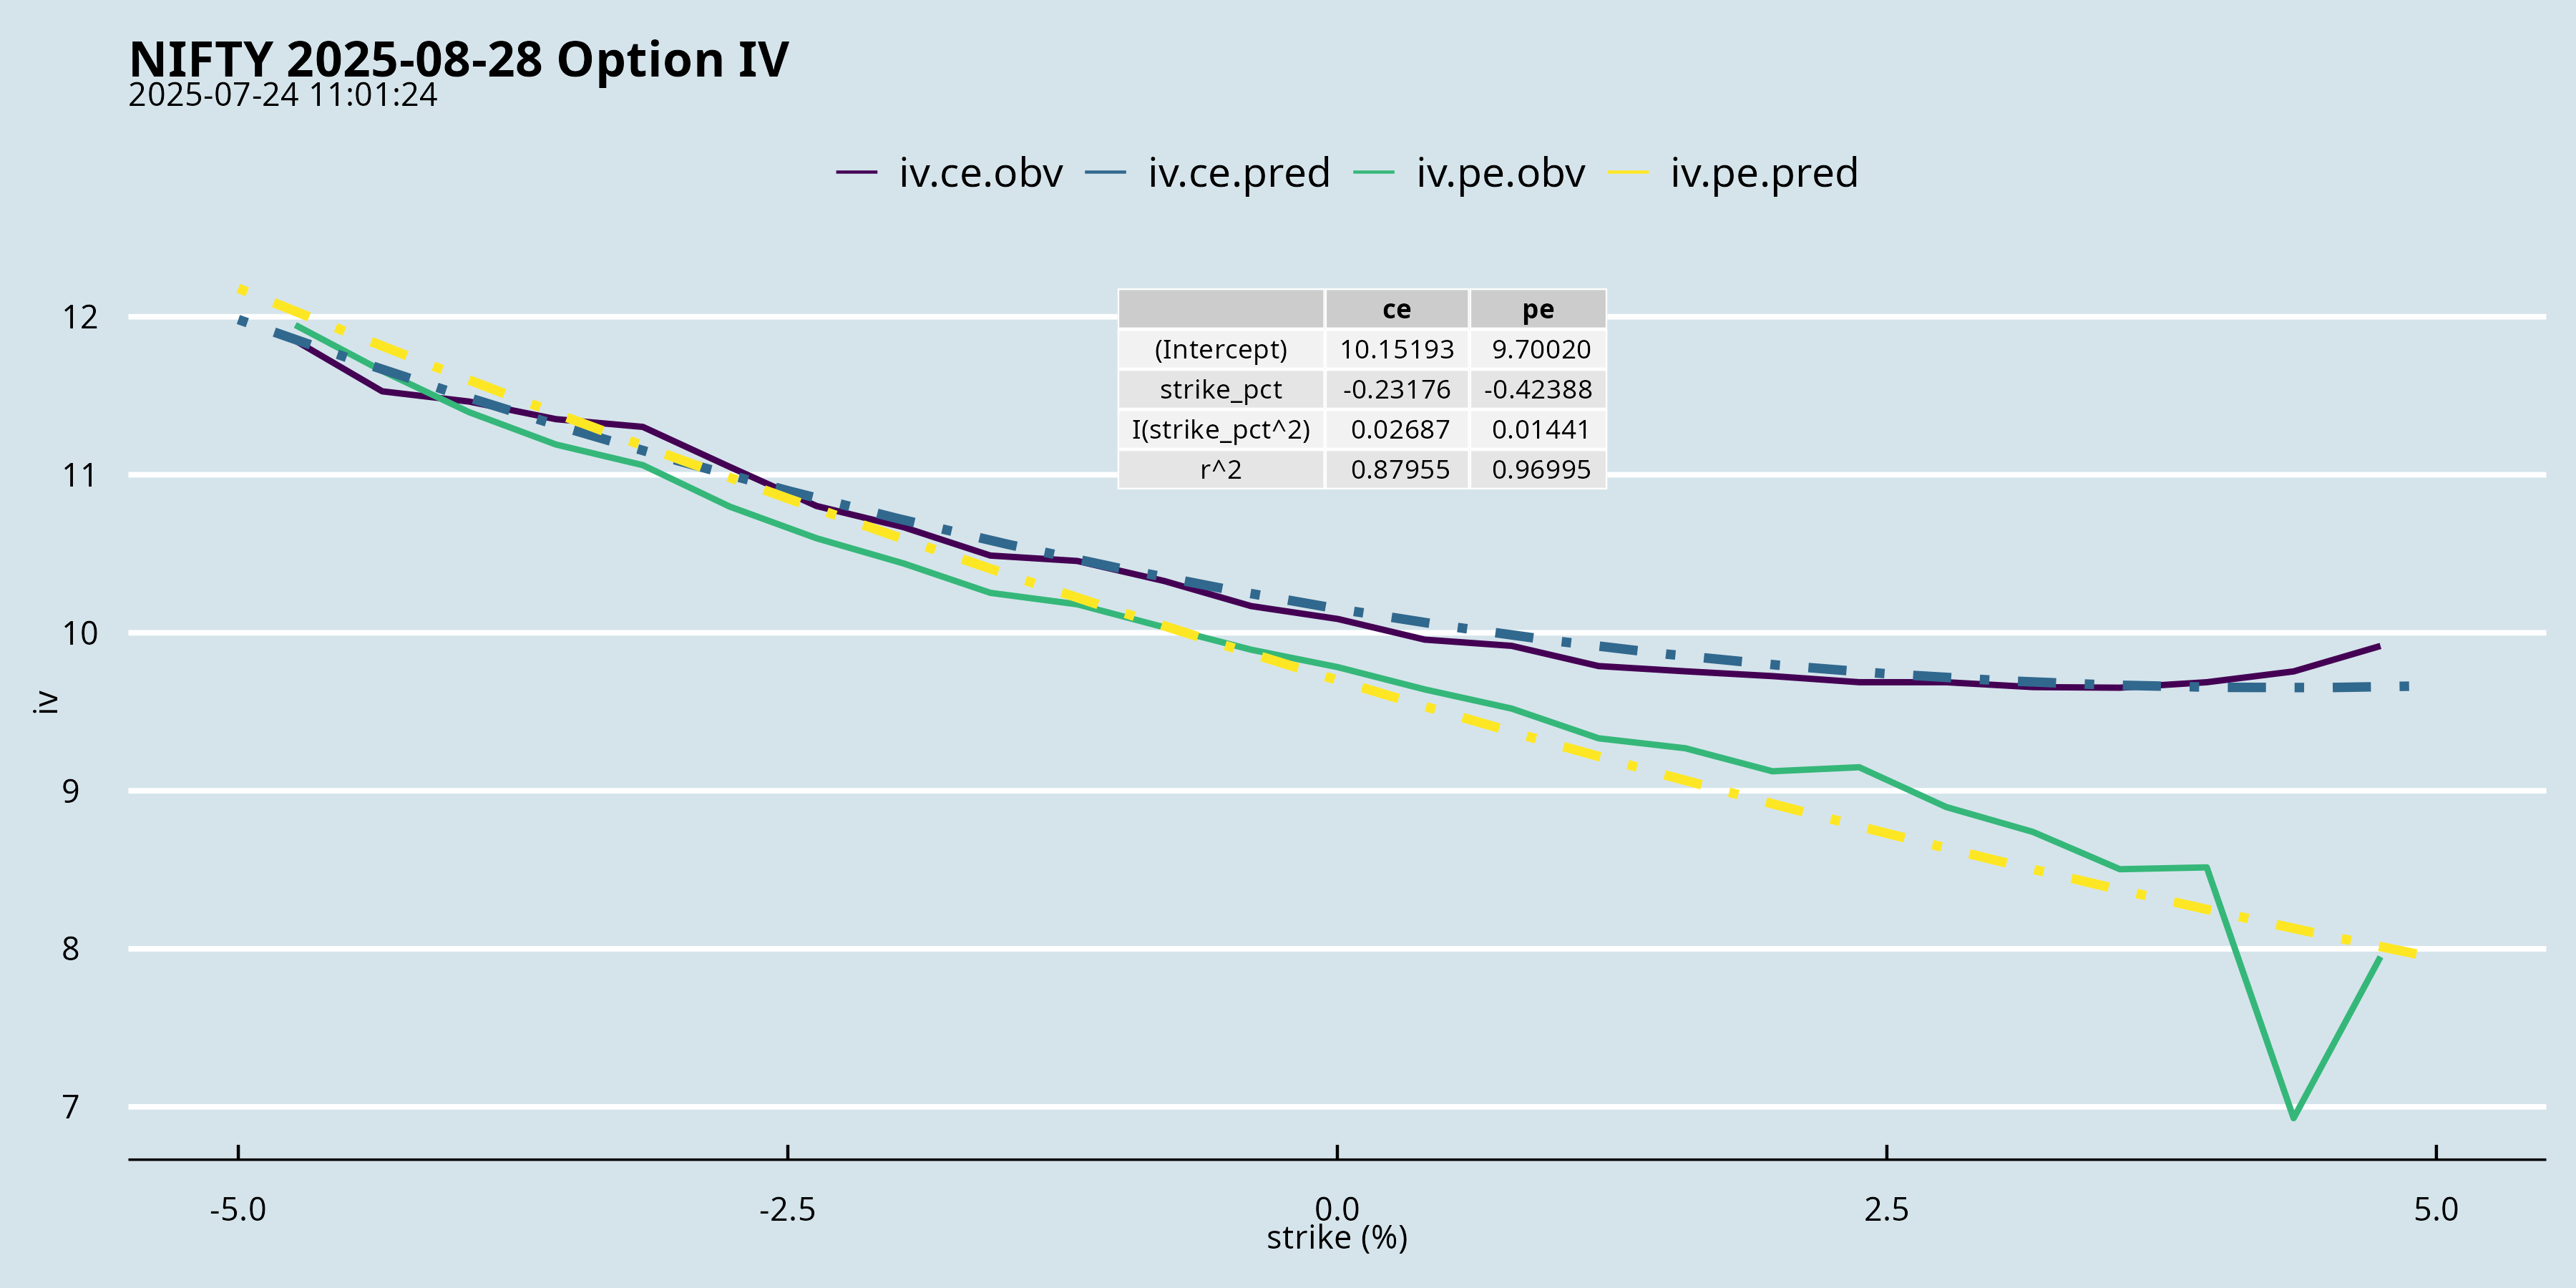 NIFTY 2025-08-28 Option IV
2025-07-24 11:01:24
iv.ce.obv iv.ce.pred iv.pe.obv iv.pe.pred
ce pe
(Intercept) 10.15193 9.70020
strike_pct -0.23176 -0.42388
I(strike_pct^2) 0.02687 0.01441
r^2 0.87955 0.96995
12
11
10
9
8
7
iv
-5.0 -2.5 0.0 2.5 5.0
strike (%)